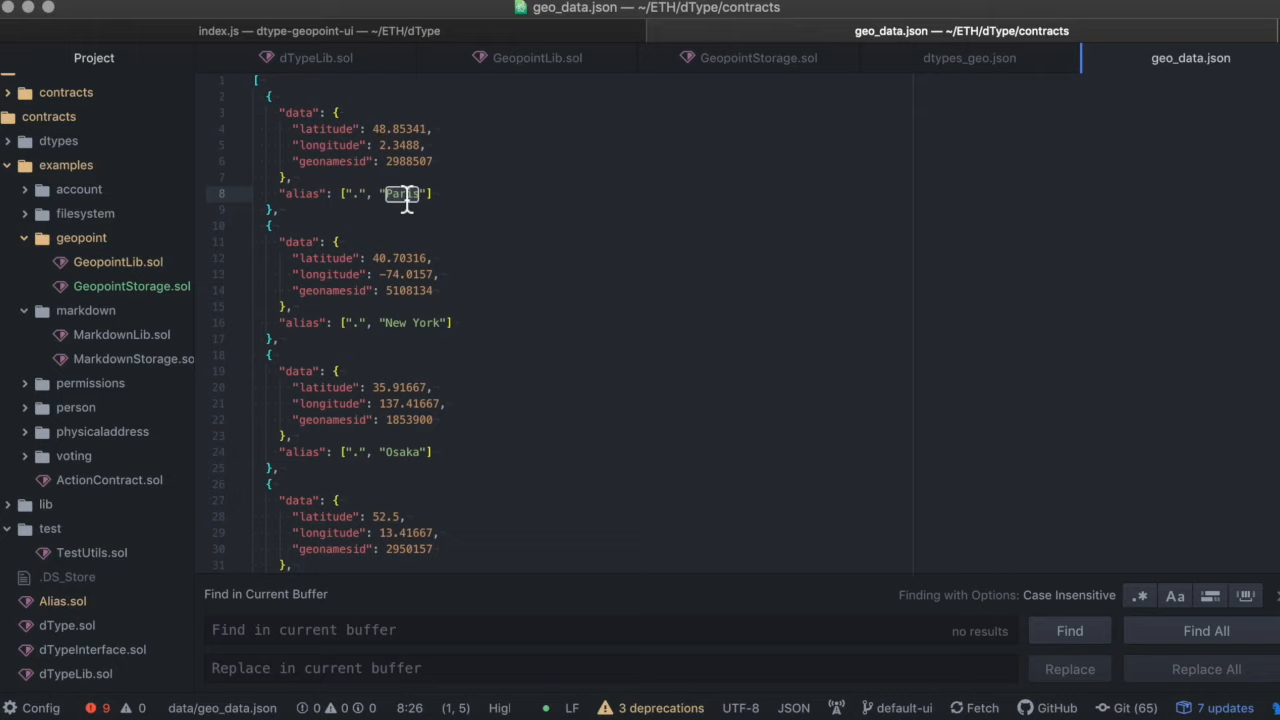 geo_data.json — ~/ETH/dType/contracts
index.js — dtype-geopoint-ui — ~/ETH/dType
geo_data.json — ~/ETH/dType/contracts
Project
dTypeLib.sol
GeopointLib.sol
GeopointStorage.sol
dtypes_geo.json
geo_data.json
contracts
contracts
dtypes
examples
account
filesystem
geopoint
GeopointLib.sol
GeopointStorage.sol
markdown
MarkdownLib.sol
MarkdownStorage.so
permissions
person
physicaladdress
voting
ActionContract.sol
lib
test
TestUtils.sol
.DS_Store
Alias.sol
dType.sol
dTypeInterface.sol
dTypeLib.sol
1 [
2 {
3 "data": {
4 "latitude": 48.85341,
5 "longitude": 2.3488,
6 "geonamesid": 2988507
7 },
8 "alias": [".", "Paris"]
9 },
10 {
11 "data": {
12 "latitude": 40.70316,
13 "longitude": -74.0157,
14 "geonamesid": 5108134
15 },
16 "alias": [".", "New York"]
17 },
18 {
19 "data": {
20 "latitude": 35.91667,
21 "longitude": 137.41667,
22 "geonamesid": 1853900
23 },
24 "alias": [".", "Osaka"]
25 },
26 {
27 "data": {
28 "latitude": 52.5,
29 "longitude": 13.41667,
30 "geonamesid": 2950157
31 },
Find in Current Buffer
Finding with Options: Case Insensitive
.* Aa
Find in current buffer
no results
Find
Find All
Replace in current buffer
Replace
Replace All
Config 9 0 data/geo_data.json 0 0 0 8:26 (1, 5) Higl LF 3 deprecations UTF-8 JSON default-ui Fetch GitHub Git (65) 7 updates